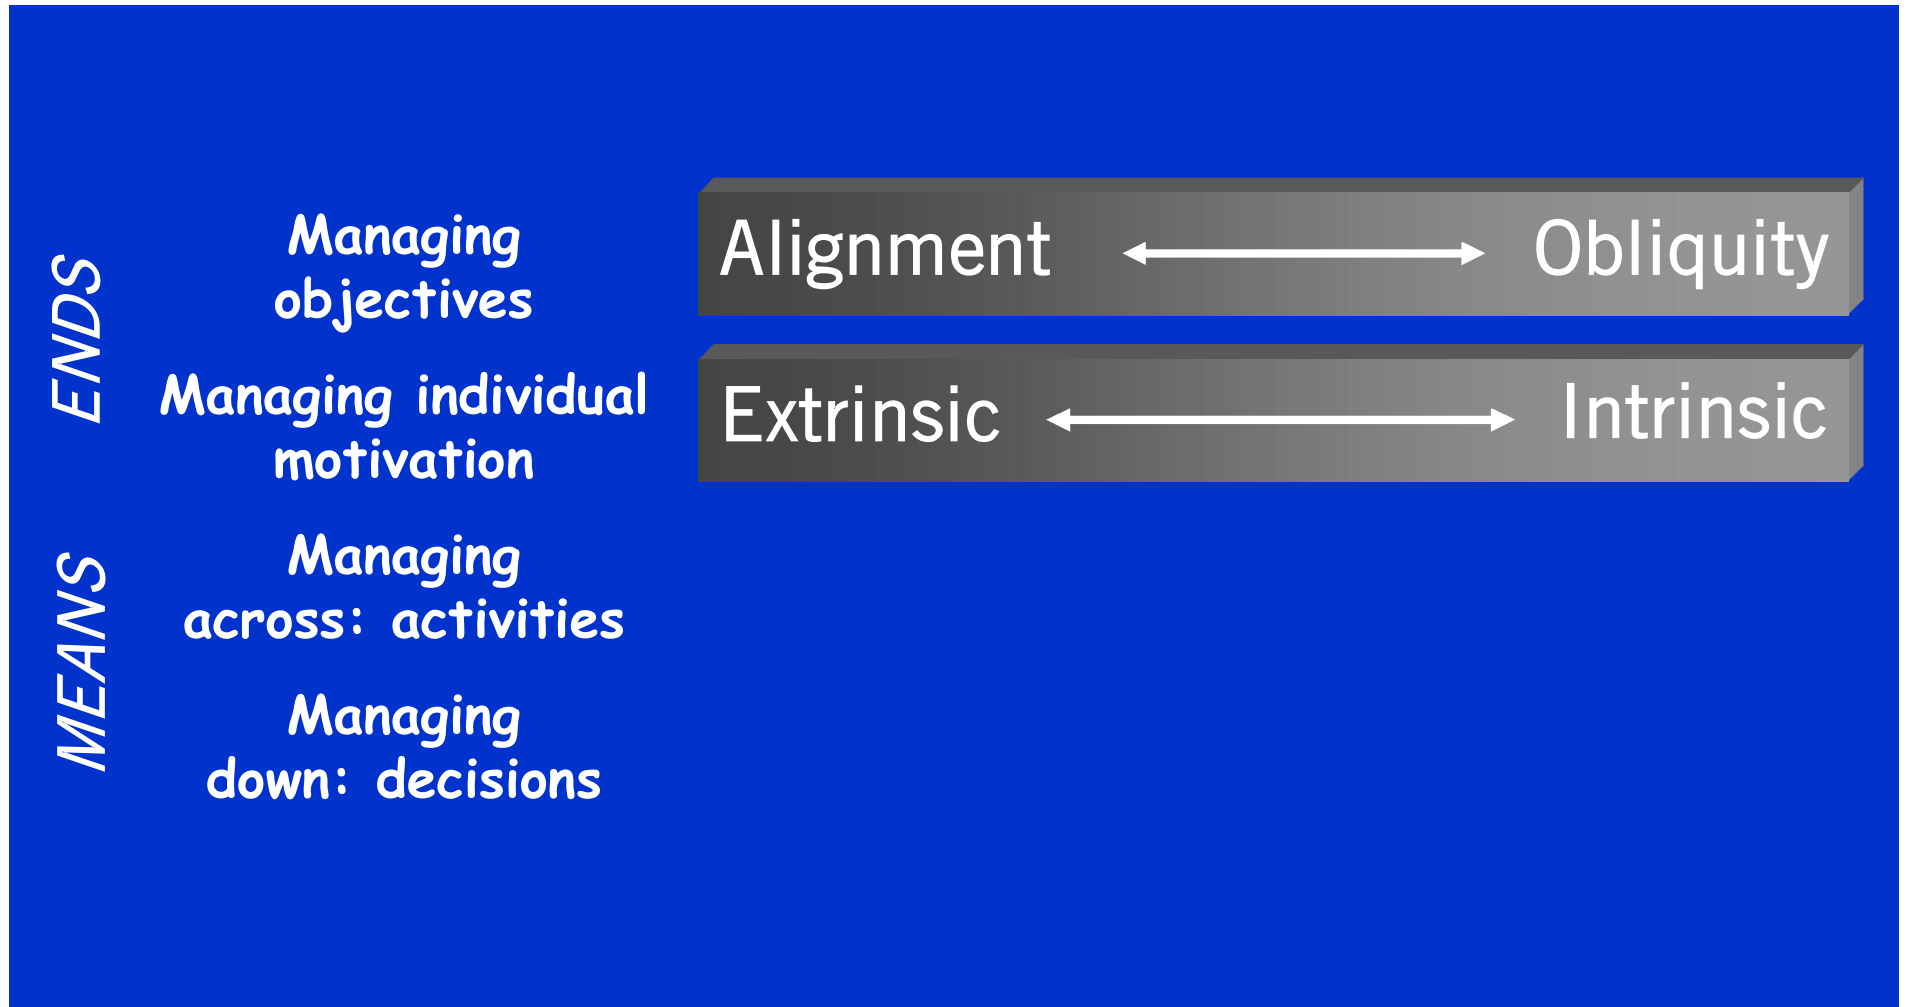 ENDS
Managing
objectives
Alignment
Obliquity
Managing individual
motivation
Extrinsic
Intrinsic
MEANS
Managing
across: activities
Managing
down: decisions